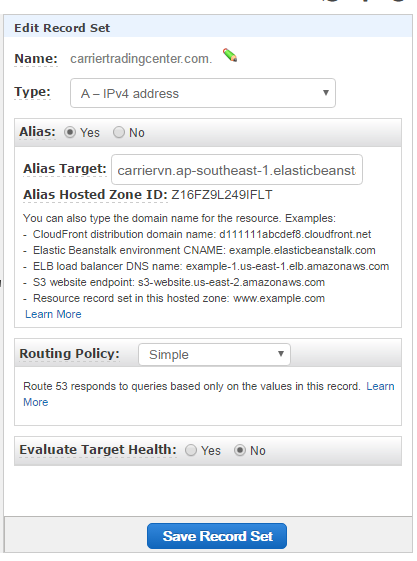 Edit Record Set
Name: carriertradingcenter.com.
Type: A – IPv4 address
Alias: Yes No
Alias Target: carriervn.ap-southeast-1.elasticbeanst
Alias Hosted Zone ID: Z16FZ9L249IFLT
You can also type the domain name for the resource. Examples:
- CloudFront distribution domain name: d111111abcdef8.cloudfront.net
- Elastic Beanstalk environment CNAME: example.elasticbeanstalk.com
- ELB load balancer DNS name: example-1.us-east-1.elb.amazonaws.com
- S3 website endpoint: s3-website.us-east-2.amazonaws.com
- Resource record set in this hosted zone: www.example.com
Learn More
Routing Policy: Simple
Route 53 responds to queries based only on the values in this record. Learn
More
Evaluate Target Health: Yes No
Save Record Set